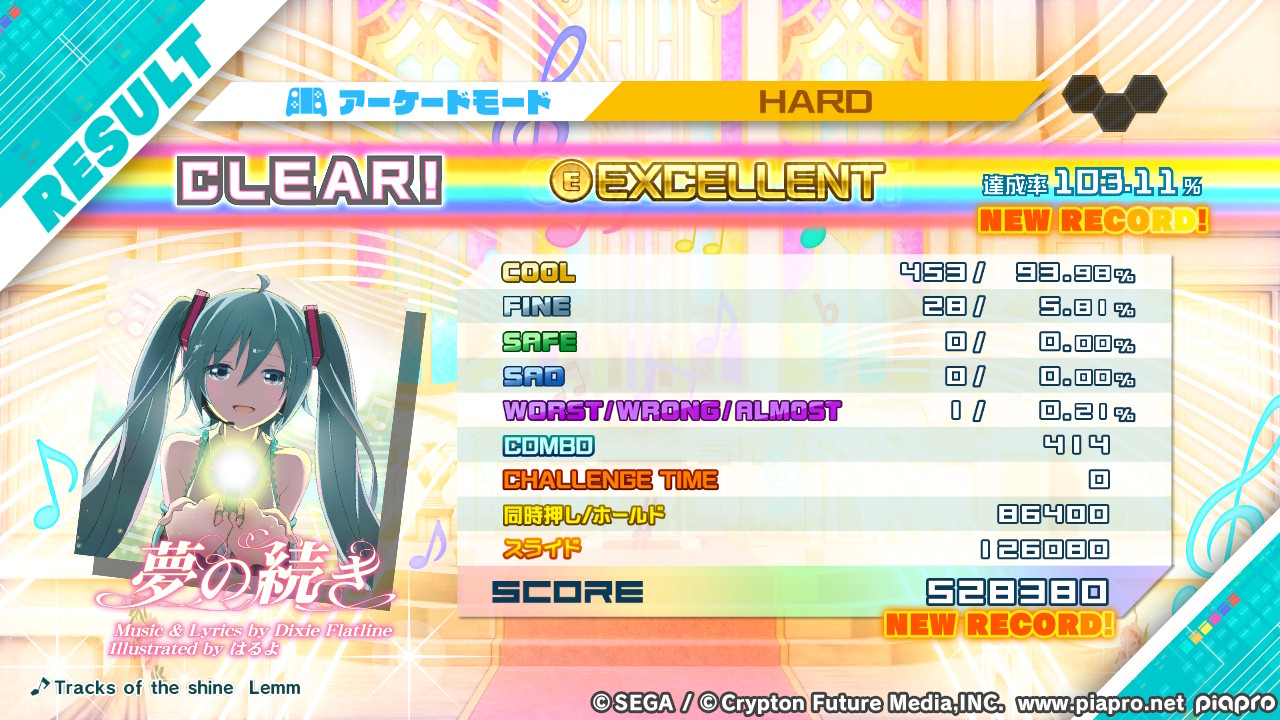 RESULT
アーケードモード HARD
CLEAR! E EXCELLENT 達成率 103.11%
NEW RECORD!
COOL 453/ 93.98%
FINE 28/ 5.81%
SAFE 0/ 0.00%
SAD 0/ 0.00%
WORST/WRONG/ALMOST 1/ 0.21%
COMBO 414
CHALLENGE TIME 0
同時押し/ホールド 86400
スライド 126080
SCORE 528380
NEW RECORD!
夢の続き
Music & Lyrics by Dixie Flatline
Illustrated by はるよ
Tracks of the shine Lemm
© SEGA / © Crypton Future Media,INC. www.piapro.net piapro